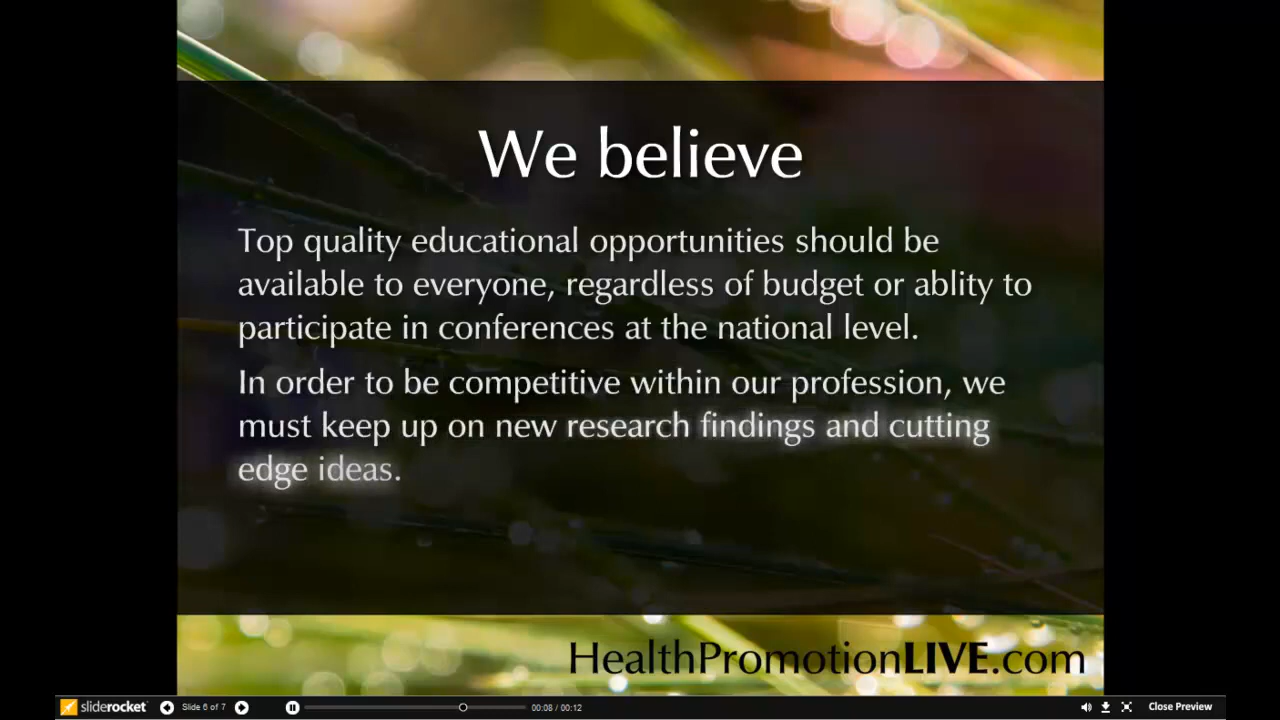 We believe
Top quality educational opportunities should be
available to everyone, regardless of budget or ablity to
participate in conferences at the national level.
In order to be competitive within our profession, we
must keep up on new research findings and cutting
edge ideas.
HealthPromotionLIVE.com
sliderocket Slide 6 of 7 00:08 / 00:12 Close Preview